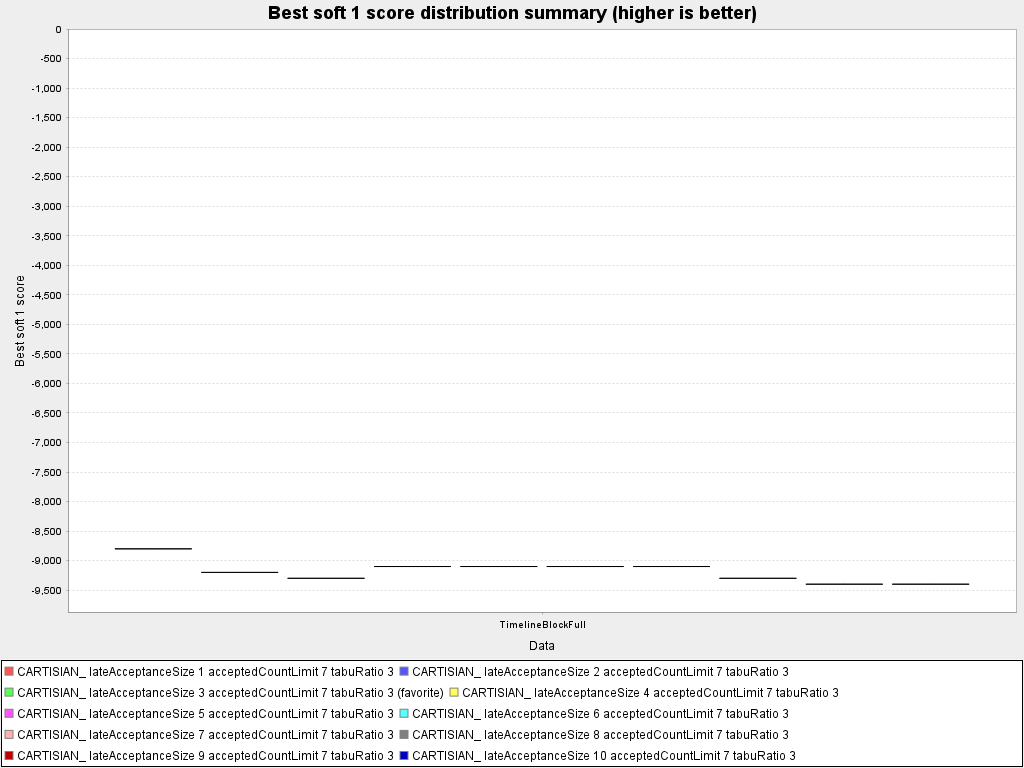 Best soft 1 score distribution summary (higher is better)
0
-500
-1,000
-1,500
-2,000
-2,500
-3,000
-3,500
-4,000
-4,500
-5,000
-5,500
-6,000
-6,500
-7,000
-7,500
-8,000
-8,500
-9,000
-9,500
Best soft 1 score
TimelineBlockFull
Data
CARTISIAN_ lateAcceptanceSize 1 acceptedCountLimit 7 tabuRatio 3 CARTISIAN_ lateAcceptanceSize 2 acceptedCountLimit 7 tabuRatio 3
CARTISIAN_ lateAcceptanceSize 3 acceptedCountLimit 7 tabuRatio 3 (favorite) CARTISIAN_ lateAcceptanceSize 4 acceptedCountLimit 7 tabuRatio 3
CARTISIAN_ lateAcceptanceSize 5 acceptedCountLimit 7 tabuRatio 3 CARTISIAN_ lateAcceptanceSize 6 acceptedCountLimit 7 tabuRatio 3
CARTISIAN_ lateAcceptanceSize 7 acceptedCountLimit 7 tabuRatio 3 CARTISIAN_ lateAcceptanceSize 8 acceptedCountLimit 7 tabuRatio 3
CARTISIAN_ lateAcceptanceSize 9 acceptedCountLimit 7 tabuRatio 3 CARTISIAN_ lateAcceptanceSize 10 acceptedCountLimit 7 tabuRatio 3